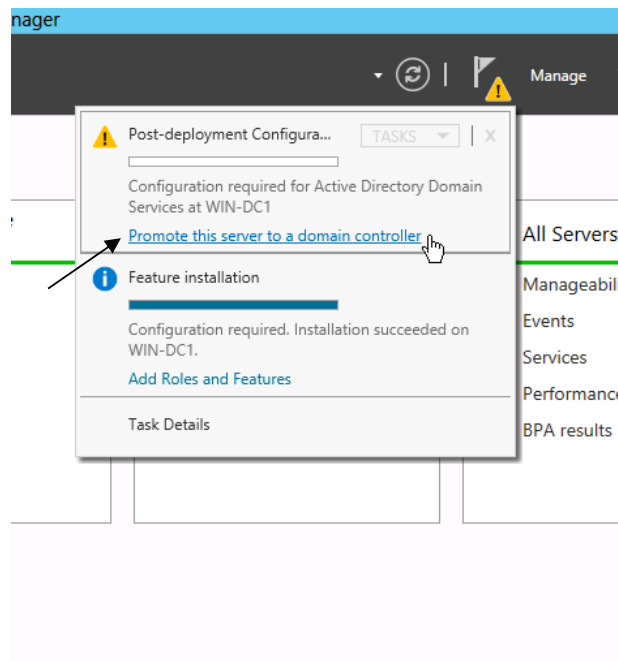 nager
Manage
Post-deployment Configura...
TASKS
X
Configuration required for Active Directory Domain
Services at WIN-DC1
Promote this server to a domain controller
Feature installation
Configuration required. Installation succeeded on
WIN-DC1.
Add Roles and Features
Task Details
All Servers
Manageabil
Events
Services
Performance
BPA results